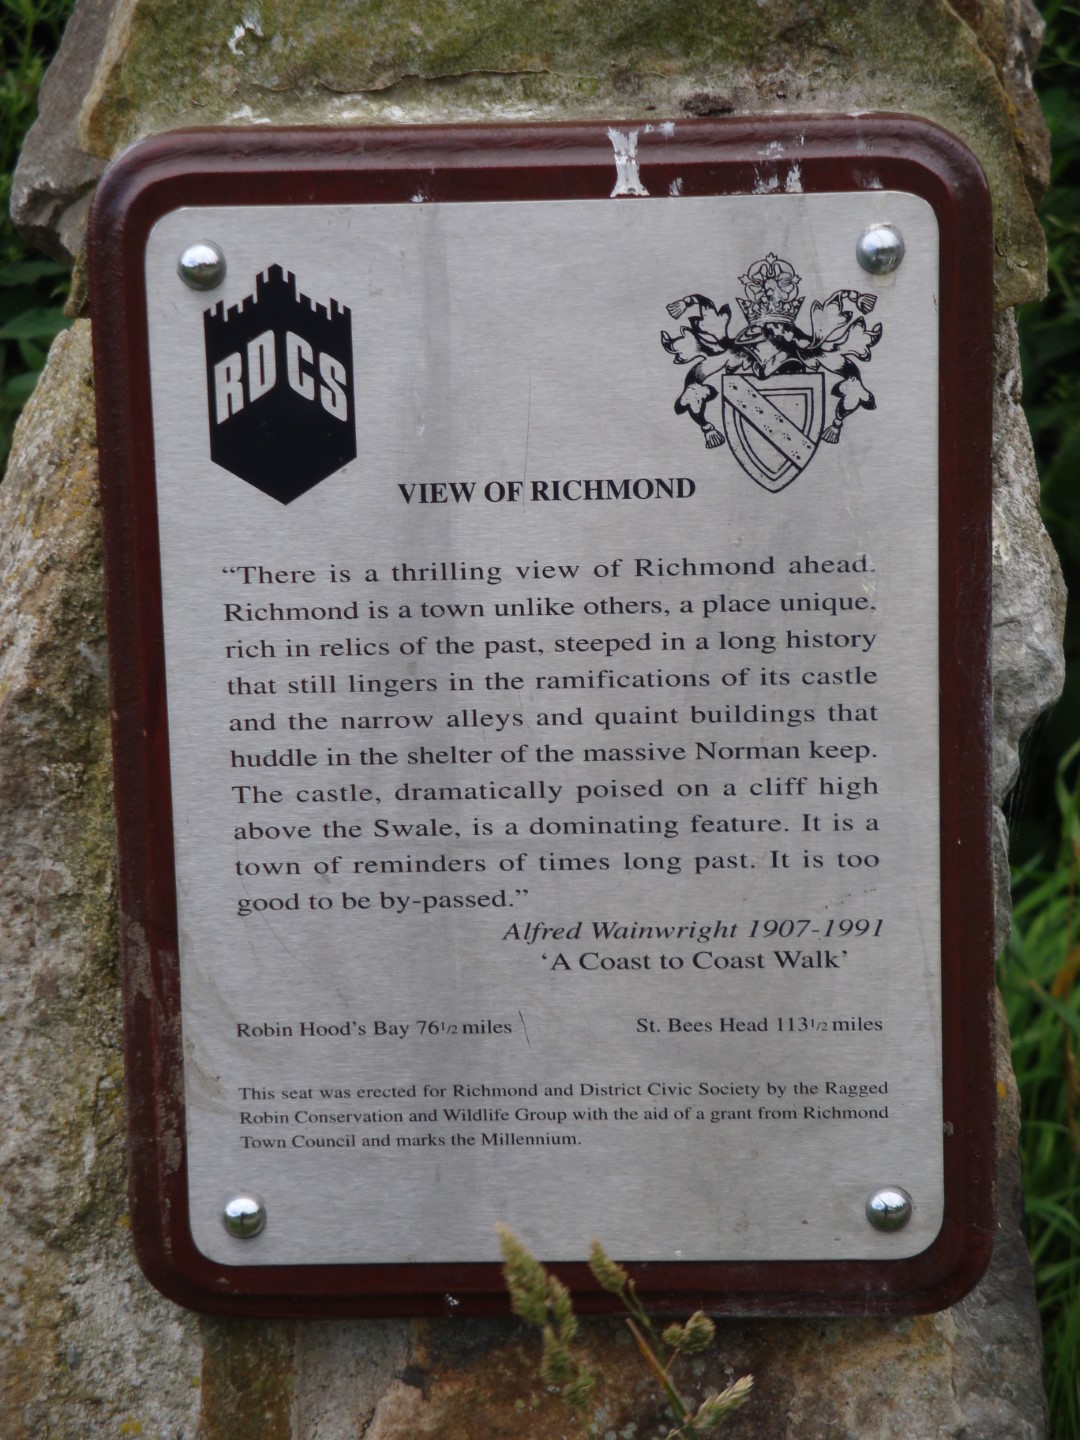 RDCS
VIEW OF RICHMOND
“There is a thrilling view of Richmond ahead.
Richmond is a town unlike others, a place unique,
rich in relics of the past, steeped in a long history
that still lingers in the ramifications of its castle
and the narrow alleys and quaint buildings that
huddle in the shelter of the massive Norman keep.
The castle, dramatically poised on a cliff high
above the Swale, is a dominating feature. It is a
town of reminders of times long past. It is too
good to be by-passed.”
Alfred Wainwright 1907-1991
‘A Coast to Coast Walk’
Robin Hood’s Bay 76 1/2 miles St. Bees Head 113 1/2 miles
This seat was erected for Richmond and District Civic Society by the Ragged
Robin Conservation and Wildlife Group with the aid of a grant from Richmond
Town Council and marks the Millennium.